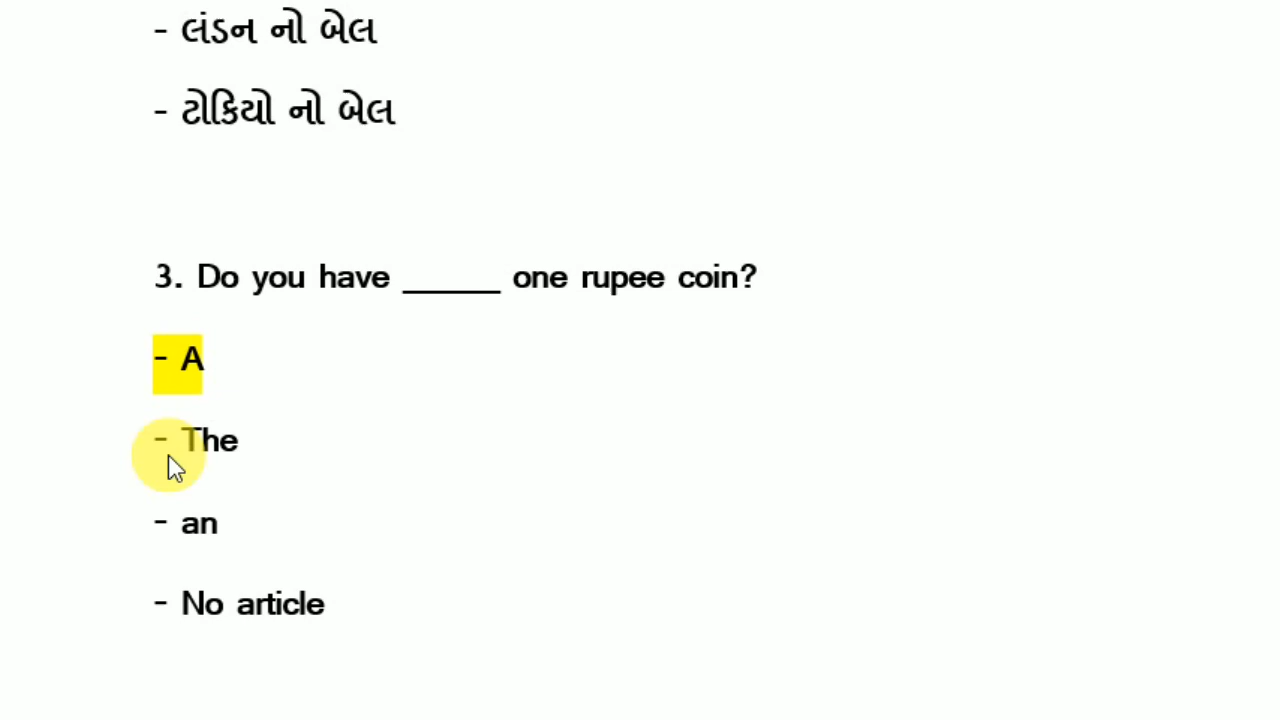 - લંડન નો બેલ
- ટોકિયો નો બેલ
3. Do you have ______ one rupee coin?
- A
- The
- an
- No article